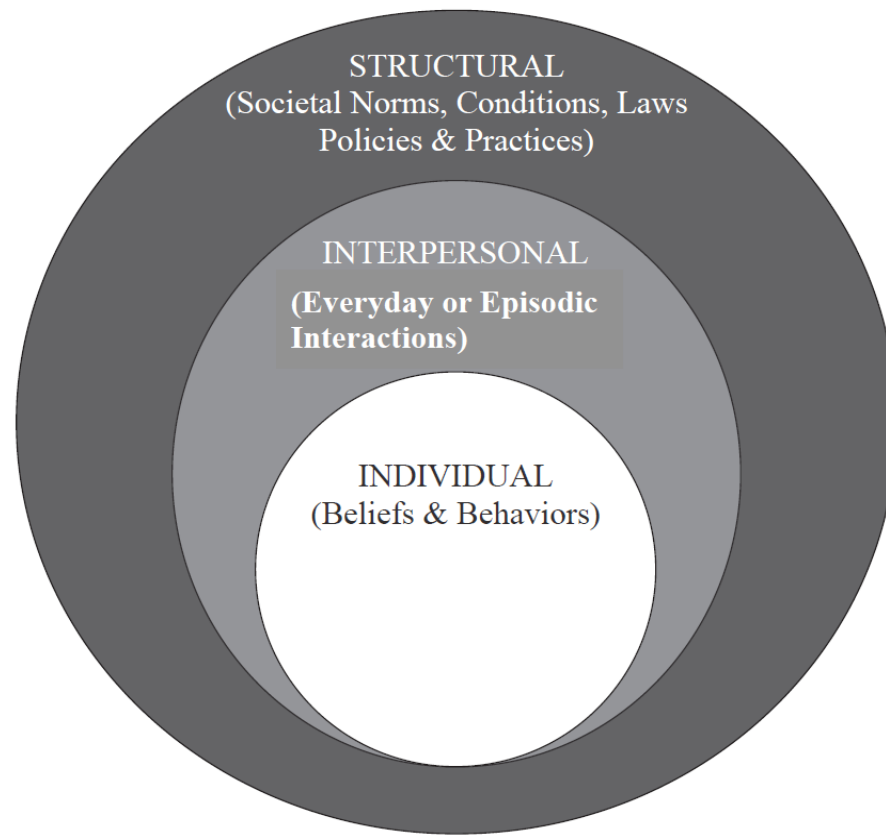 STRUCTURAL
(Societal Norms, Conditions, Laws
Policies & Practices)
INTERPERSONAL
(Everyday or Episodic
Interactions)
INDIVIDUAL
(Beliefs & Behaviors)